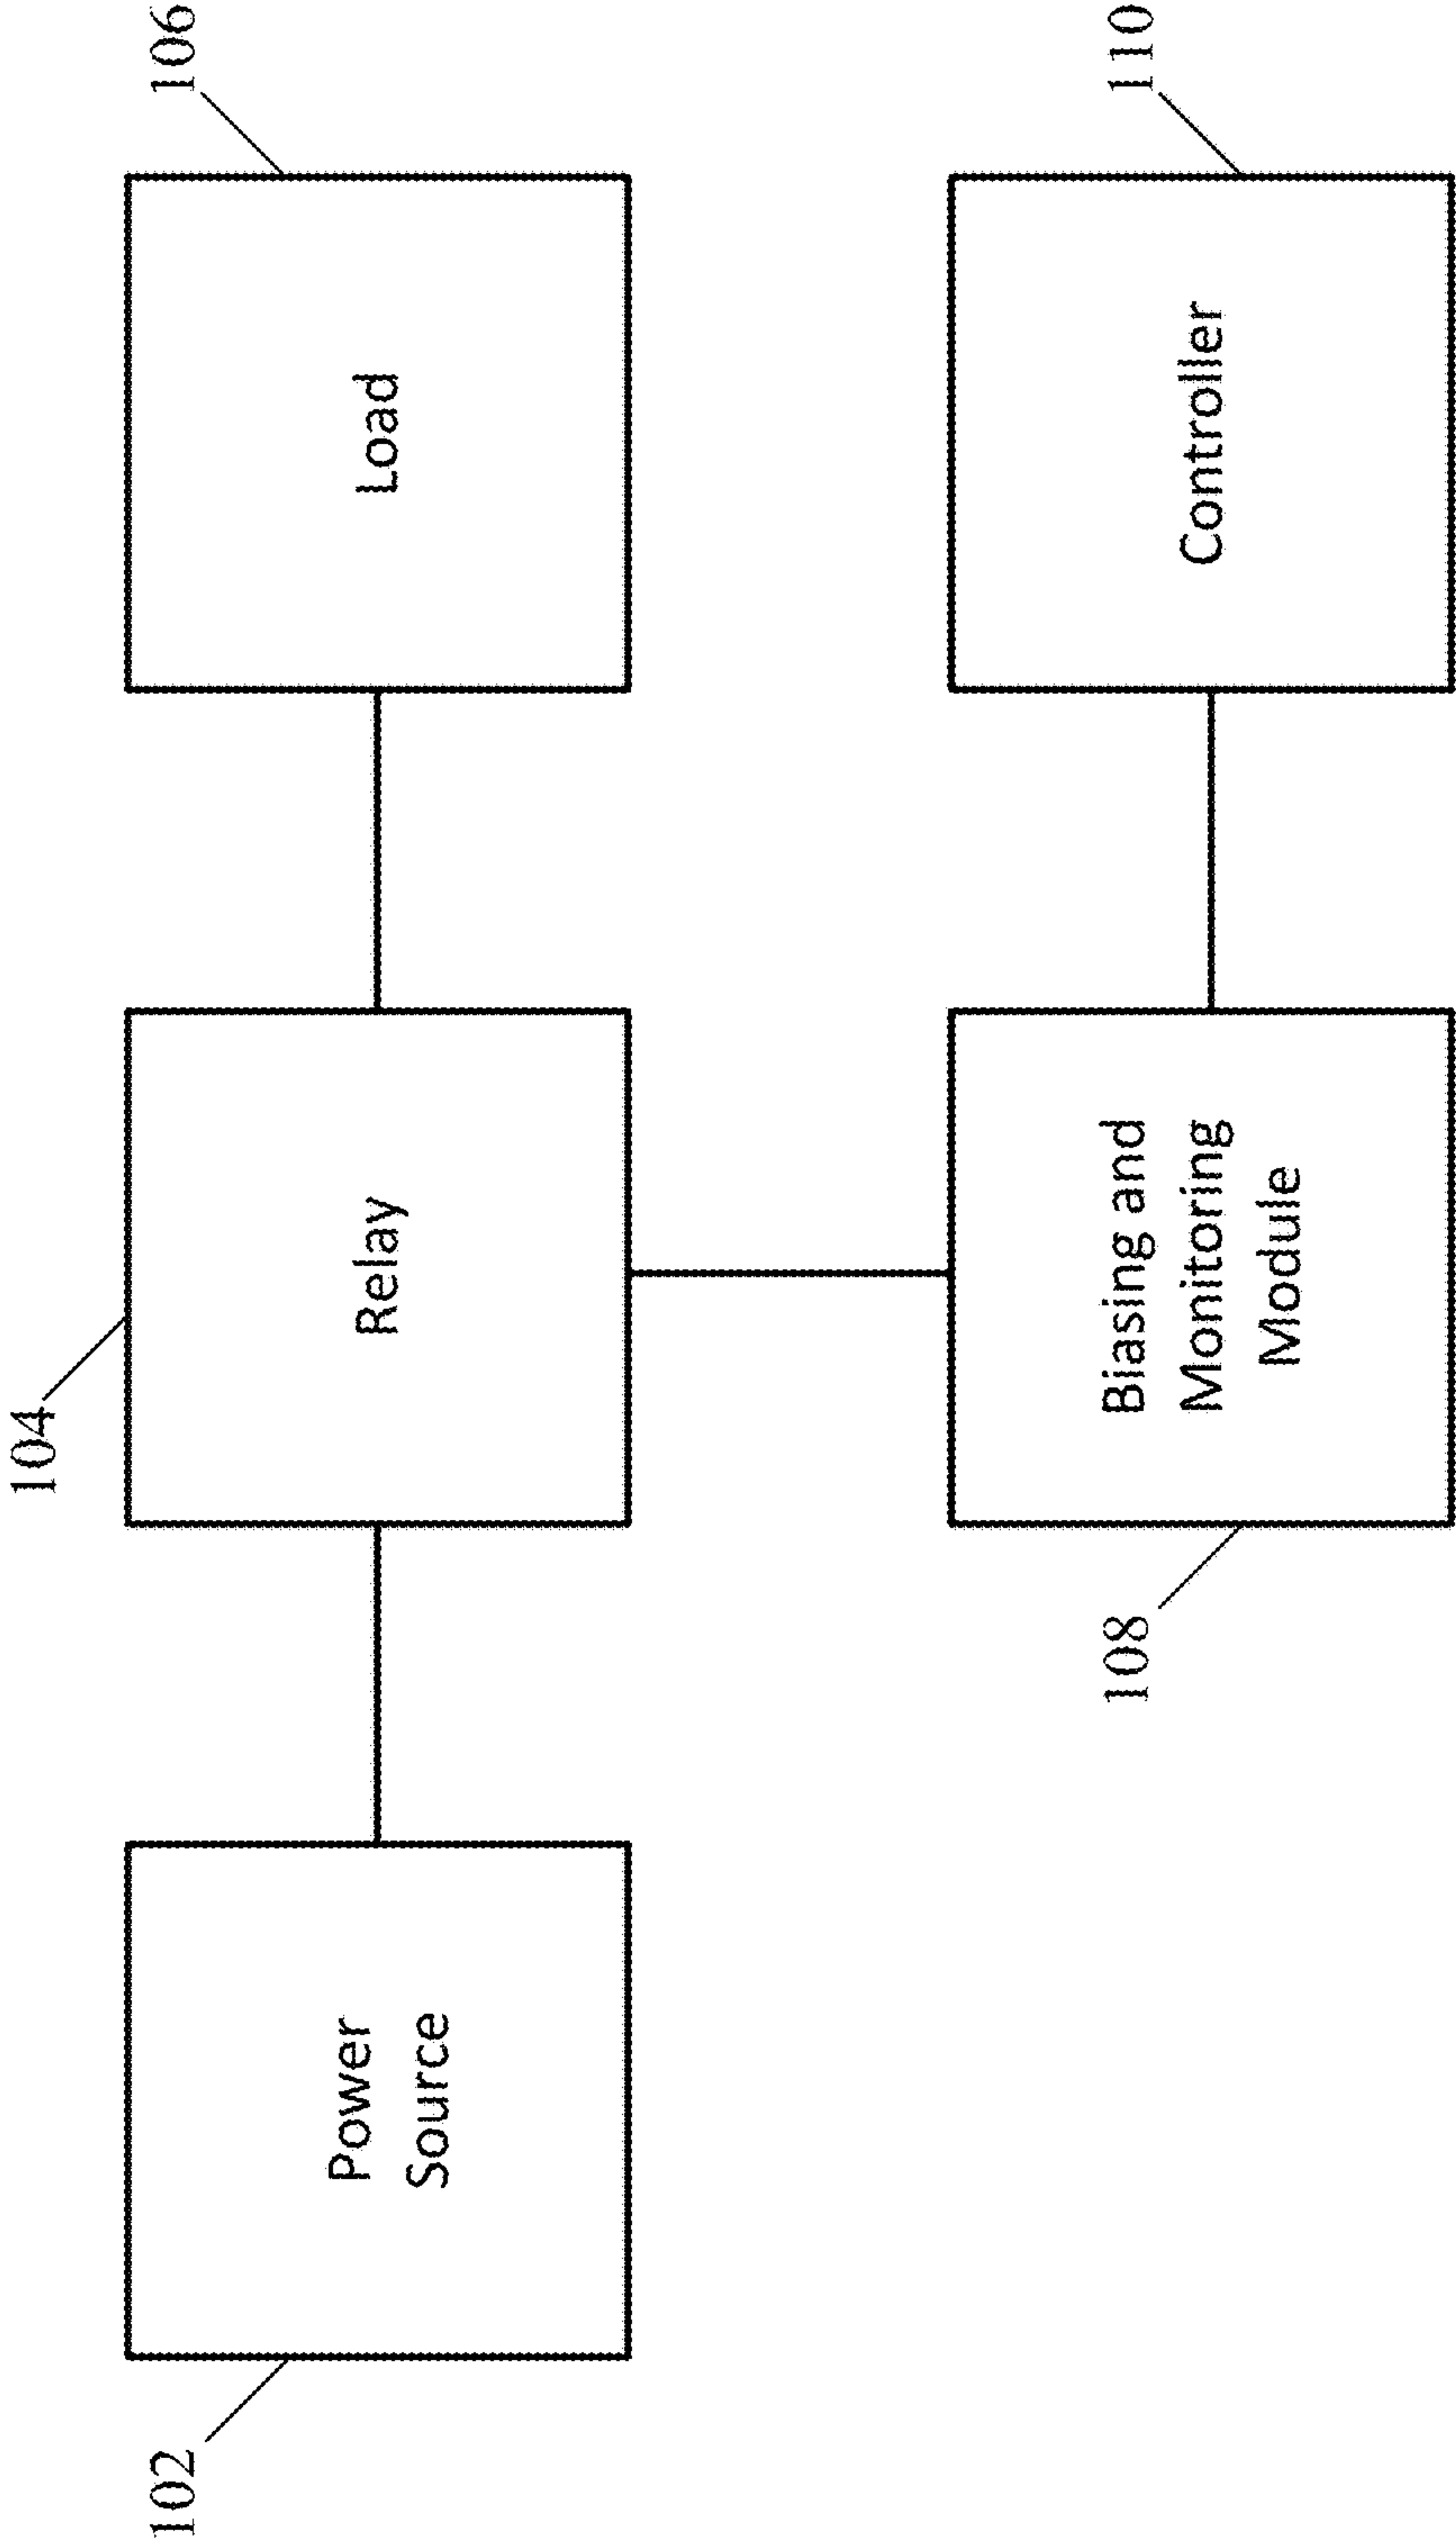 104
102
Power
Source
Relay
Load
106
108
Biasing and
Monitoring
Module
Controller
110